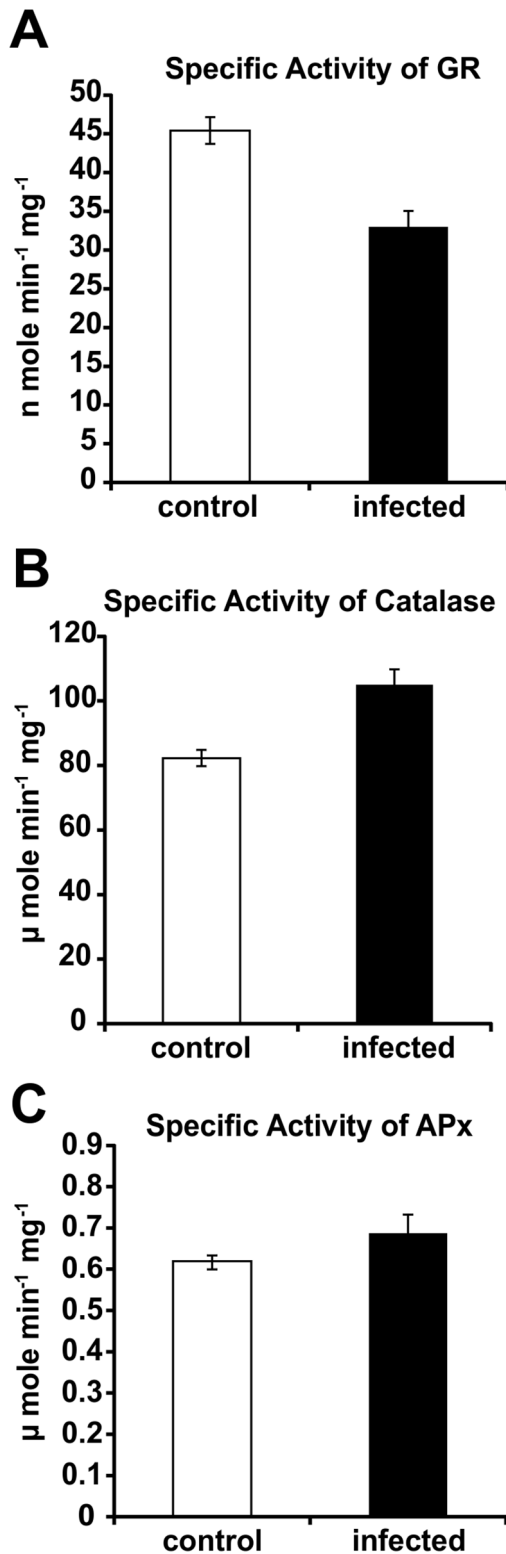 A
Specific Activity of GR
50
45
40
35
30
25
20
15
10
5
0
n mole min⁻¹ mg⁻¹
control infected
B
Specific Activity of Catalase
120
100
80
60
40
20
0
µ mole min⁻¹ mg⁻¹
control infected
C
Specific Activity of APx
0.9
0.8
0.7
0.6
0.5
0.4
0.3
0.2
0.1
0
µ mole min⁻¹ mg⁻¹
control infected